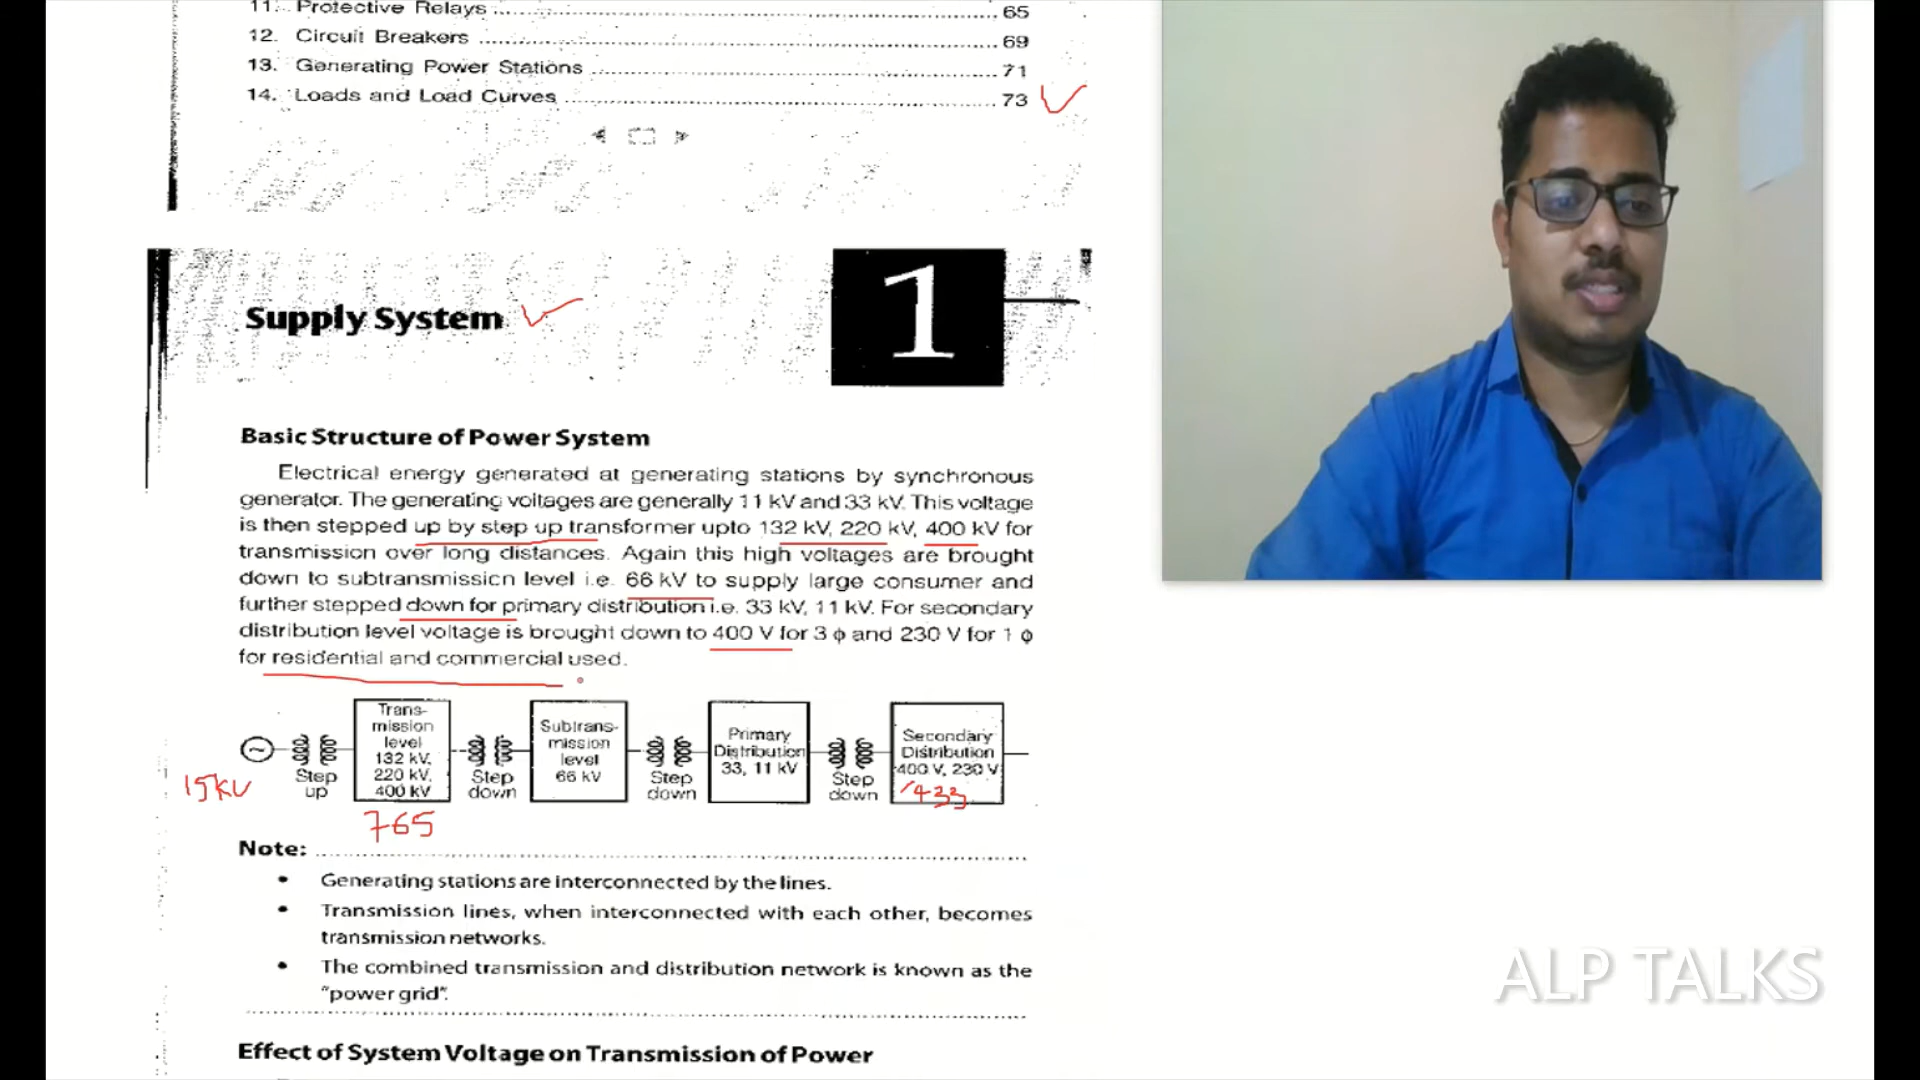 11. Protective Relays ........ 65
12. Circuit Breakers ........ 69
13. Generating Power Stations ........ 71
14. Loads and Load Curves ........ 73
Supply System
1
Basic Structure of Power System
Electrical energy generated at generating stations by synchronous
generator. The generating voltages are generally 11 kV and 33 kV. This voltage
is then stepped up by step up transformer upto 132 kV, 220 kV, 400 kV for
transmission over long distances. Again this high voltages are brought
down to subtransmission level i.e. 66 kV to supply large consumer and
further stepped down for primary distribution i.e. 33 kV, 11 kV. For secondary
distribution level voltage is brought down to 400 V for 3 ϕ and 230 V for 1 ϕ
for residential and commercial used.
~
15kV
Step
up
Trans-
mission
level
132 kV,
220 kV,
400 kV
765
Step
down
Subtrans-
mission
level
66 kV
Step
down
Primary
Distribution
33, 11 kV
Step
down
Secondary
Distribution
400 V, 230 V
433
Note:
• Generating stations are interconnected by the lines.
• Transmission lines, when interconnected with each other, becomes
transmission networks.
• The combined transmission and distribution network is known as the
"power grid".
Effect of System Voltage on Transmission of Power
ALP TALKS